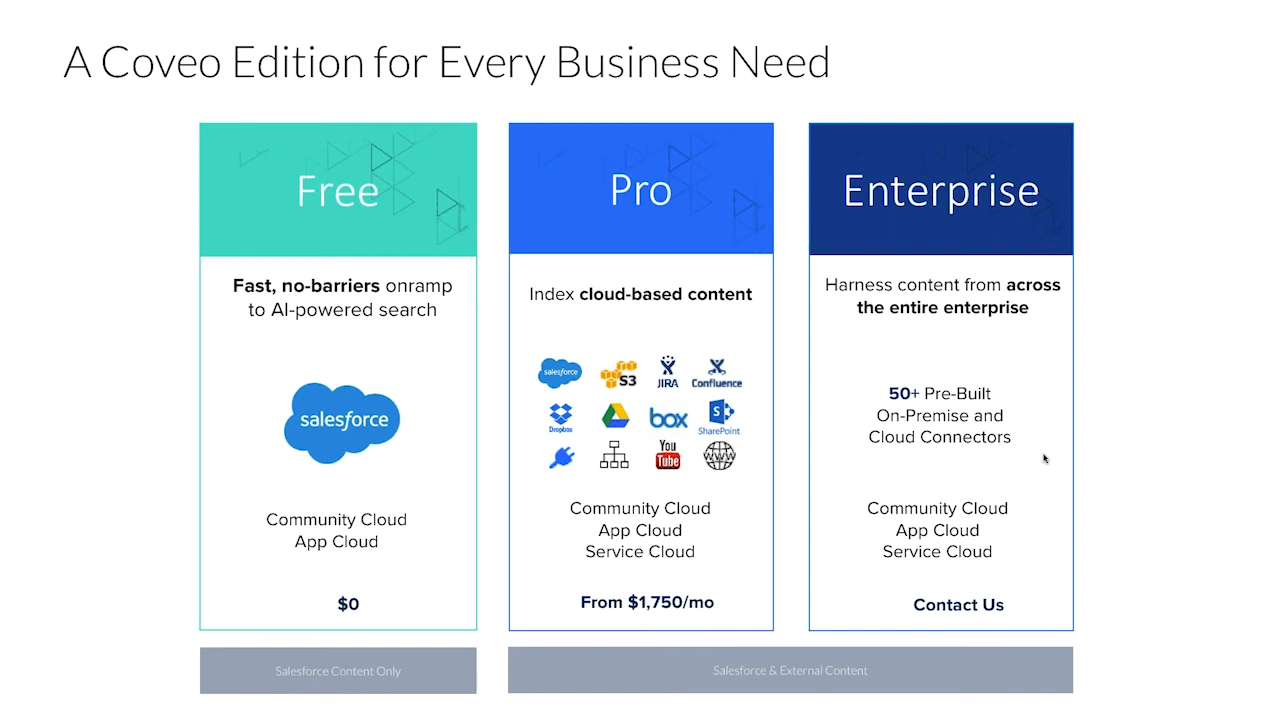 A Coveo Edition for Every Business Need
Free
Fast, no-barriers onramp
to AI-powered search
salesforce
Community Cloud
App Cloud
$0
Salesforce Content Only
Pro
Index cloud-based content
salesforce
S3
JIRA
Confluence
Dropbox
box
S
SharePoint
You
Tube
WWW
Community Cloud
App Cloud
Service Cloud
From $1,750/mo
Enterprise
Harness content from across
the entire enterprise
50+ Pre-Built
On-Premise and
Cloud Connectors
Community Cloud
App Cloud
Service Cloud
Contact Us
Salesforce & External Content